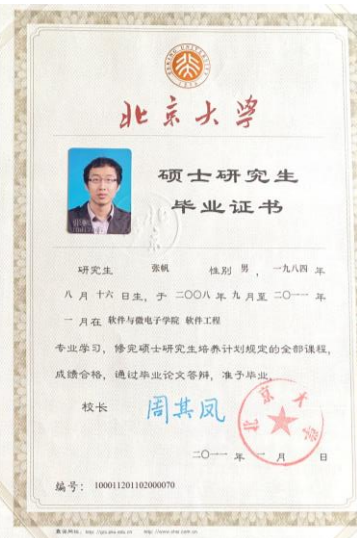 北京大学
硕士研究生
毕业证书
研究生 张帆 性别 男 ，一九八四 年
八 月 十六 日生，于 二〇〇八 年 九 月至 二〇一一 年
一 月在 软件与微电子学院 软件工程
专业学习，修完硕士研究生培养计划规定的全部课程，
成绩合格，通过毕业论文答辩，准予毕业。
校长 周其凤
北京大学
二〇一一 年 一 月 日
编号： 100011201102000070